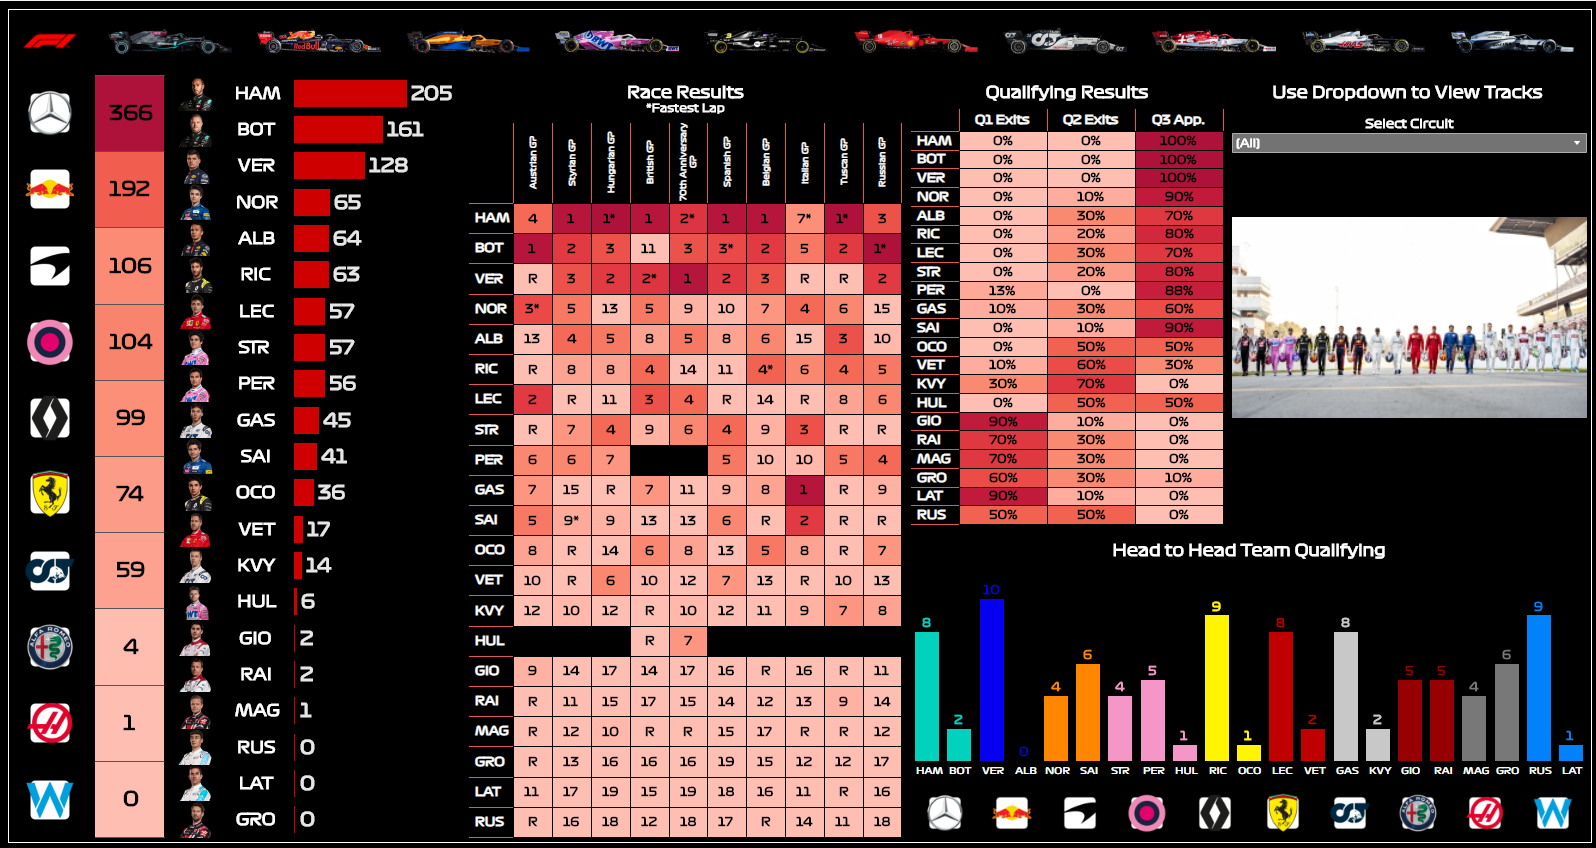 F1
366
192
106
104
99
74
59
4
1
0
HAM 205
BOT 161
VER 128
NOR 65
ALB 64
RIC 63
LEC 57
STR 57
PER 56
GAS 45
SAI 41
OCO 36
VET 17
KVY 14
HUL 6
GIO 2
RAI 2
MAG 1
RUS 0
LAT 0
GRO 0
Race Results
*Fastest Lap
Austrian GP Styrian GP Hungarian GP British GP 70th Anniversary GP Spanish GP Belgian GP Italian GP Tuscan GP Russian GP
HAM 4 1 1* 1 2* 1 1 7* 1* 3
BOT 1 2 3 11 3 3* 2 5 2 1*
VER R 3 2 2* 1 2 3 R R 2
NOR 3* 5 13 5 9 10 7 4 6 15
ALB 13 4 5 8 5 8 6 15 3 10
RIC R 8 8 4 14 11 4* 6 4 5
LEC 2 R 11 3 4 R 14 R 8 6
STR R 7 4 9 6 4 9 3 R R
PER 6 6 7 5 10 10 5 4
GAS 7 15 R 7 11 9 8 1 R 9
SAI 5 9* 9 13 13 6 R 2 R R
OCO 8 R 14 6 8 13 5 8 R 7
VET 10 R 6 10 12 7 13 R 10 13
KVY 12 10 12 R 10 12 11 9 7 8
HUL R 7
GIO 9 14 17 14 17 16 R 16 R 11
RAI R 11 15 17 15 14 12 13 9 14
MAG R 12 10 R R 15 17 R R 12
GRO R 13 16 16 16 19 15 12 12 17
LAT 11 17 19 15 19 18 16 11 R 16
RUS R 16 18 12 18 17 R 14 11 18
Qualifying Results
Q1 Exits Q2 Exits Q3 App.
HAM 0% 0% 100%
BOT 0% 0% 100%
VER 0% 0% 100%
NOR 0% 10% 90%
ALB 0% 30% 70%
RIC 0% 20% 80%
LEC 0% 30% 70%
STR 0% 20% 80%
PER 13% 0% 88%
GAS 10% 30% 60%
SAI 0% 10% 90%
OCO 0% 50% 50%
VET 10% 60% 30%
KVY 30% 70% 0%
HUL 0% 50% 50%
GIO 90% 10% 0%
RAI 70% 30% 0%
MAG 70% 30% 0%
GRO 60% 30% 10%
LAT 90% 10% 0%
RUS 50% 50% 0%
Use Dropdown to View Tracks
Select Circuit
(All)
Head to Head Team Qualifying
8 2 10 0 4 6 4 5 1 9 1 8 2 8 2 5 5 4 6 9 1
HAM BOT VER ALB NOR SAI STR PER HUL RIC OCO LEC VET GAS KVY GIO RAI MAG GRO RUS LAT